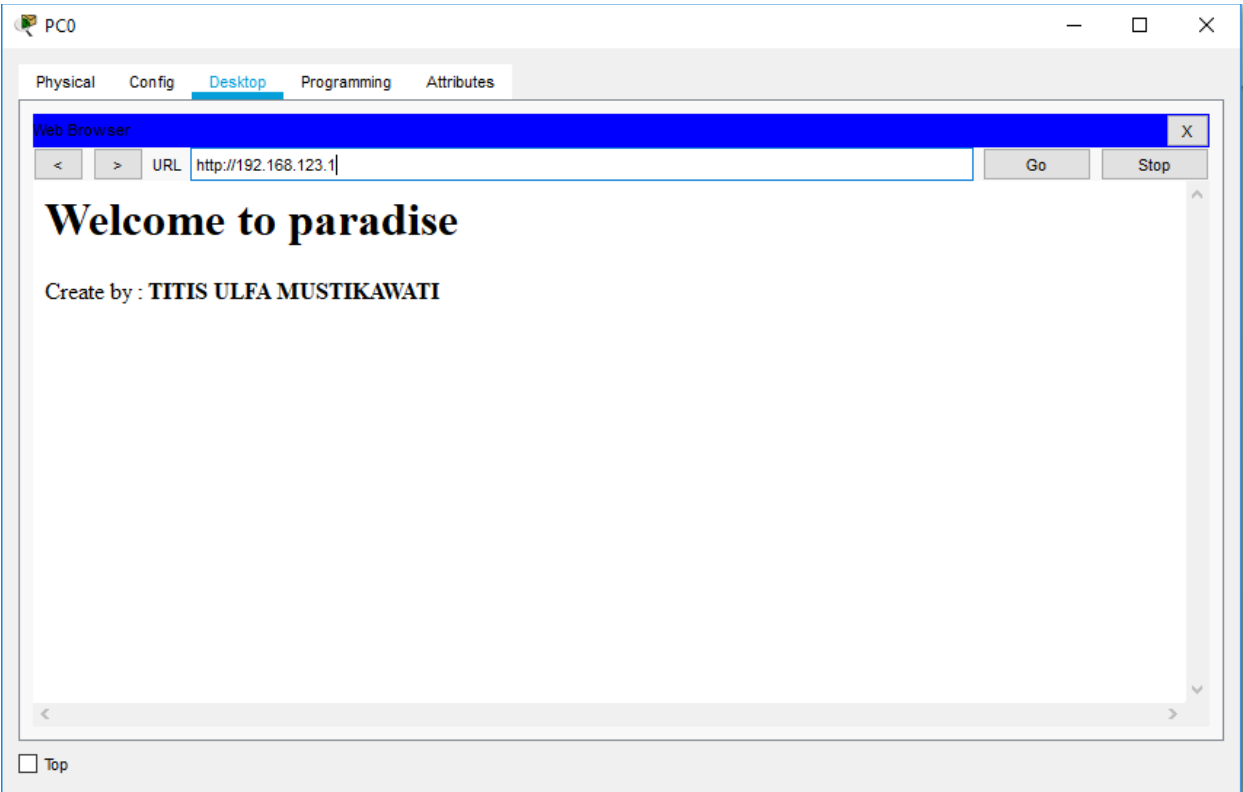 PC0
Physical Config Desktop Programming Attributes
Web Browser X
< > URL http://192.168.123.1 Go Stop
Welcome to paradise
Create by : TITIS ULFA MUSTIKAWATI
Top